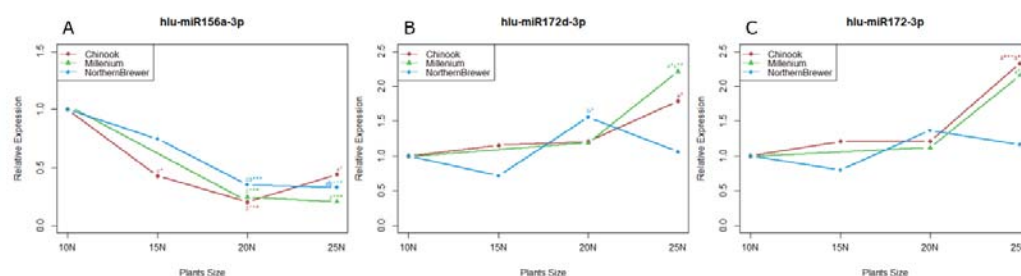 A
hlu-miR156a-3p
Chinook
Millenium
NorthernBrewer
Relative Expression
1.5
1.0
0.5
0.0
10N
15N
20N
25N
Plants Size
B
hlu-miR172d-3p
Chinook
Millenium
NorthernBrewer
Relative Expression
2.5
2.0
1.5
1.0
0.5
0.0
10N
15N
20N
25N
Plants Size
C
hlu-miR172-3p
Chinook
Millenium
NorthernBrewer
Relative Expression
2.5
2.0
1.5
1.0
0.5
0.0
10N
15N
20N
25N
Plants Size